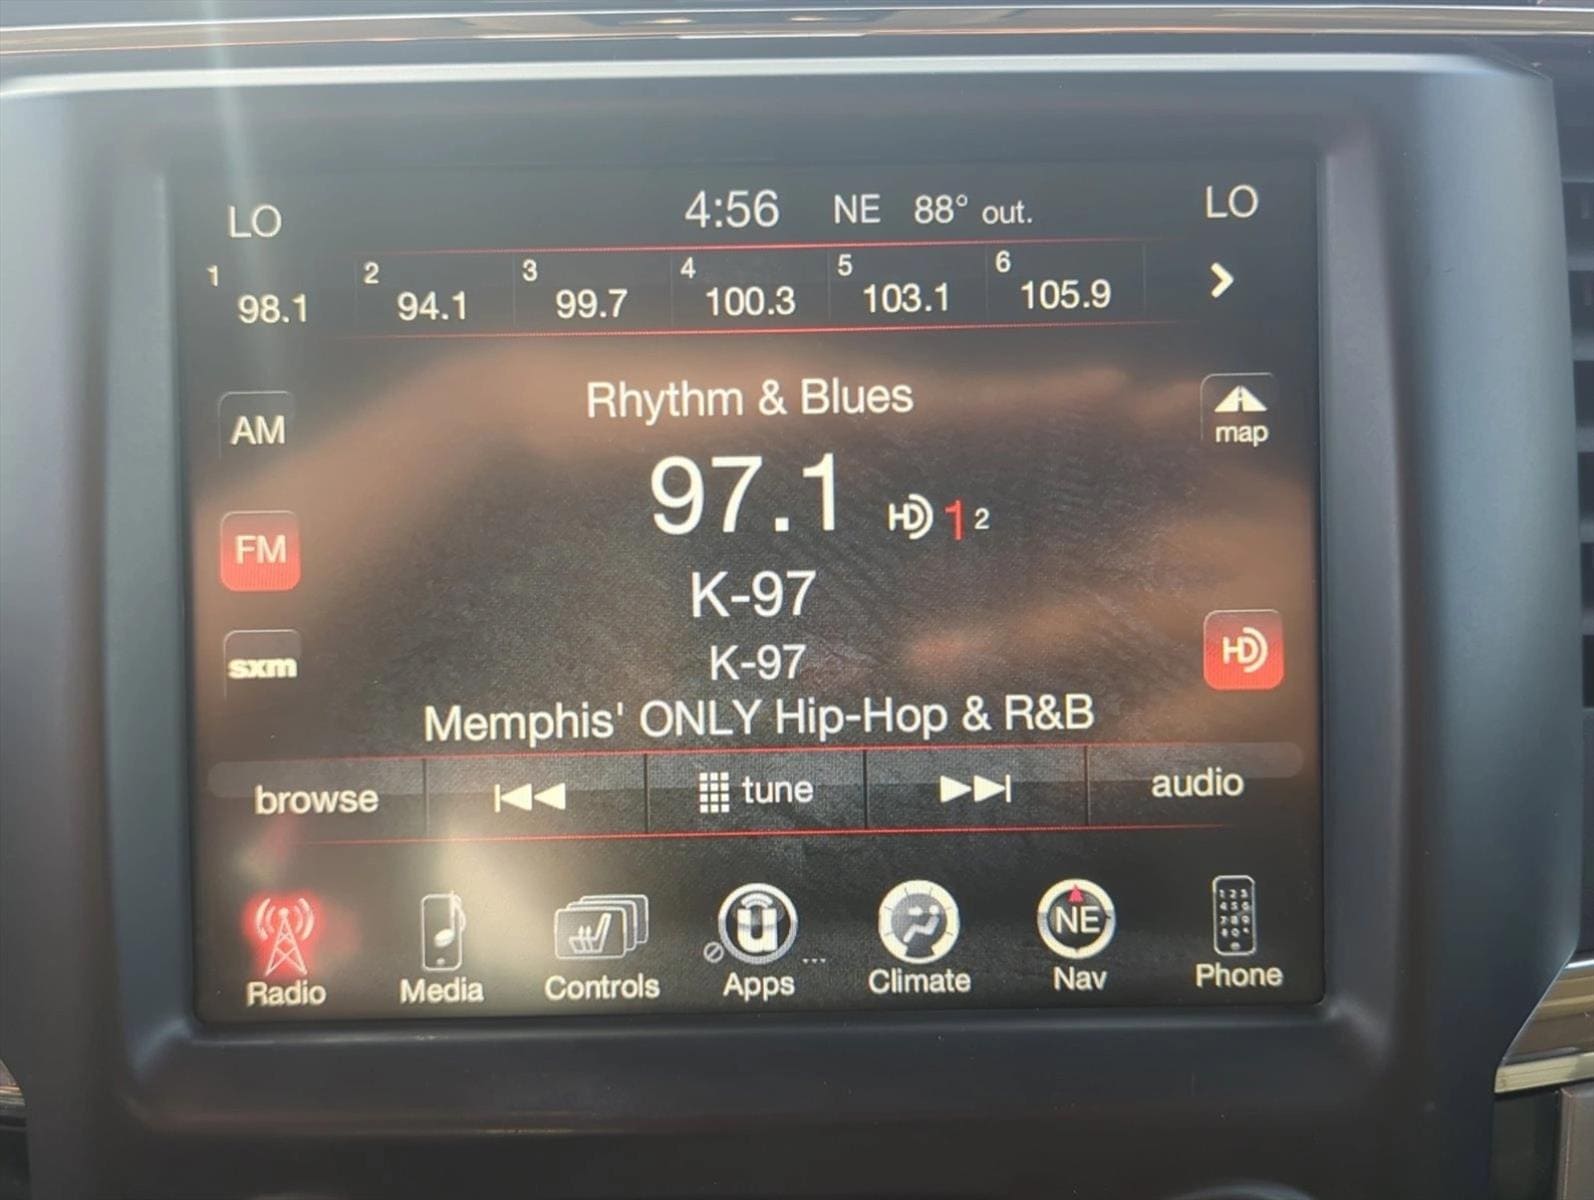 LO 4:56 NE 88° out. LO
1 98.1 2 94.1 3 99.7 4 100.3 5 103.1 6 105.9
Rhythm & Blues
AM
map
97.1 HD 1 2
FM
K-97
HD
K-97
sxm
Memphis' ONLY Hip-Hop & R&B
browse tune audio
NE
Radio Media Controls Apps ... Climate Nav Phone